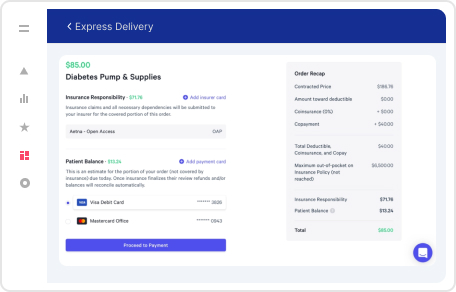 Express Delivery
$85.00
Diabetes Pump & Supplies
Insurance Responsibility - $71.76
Add insurer card
Insurance claims and all necessary dependencies will be submitted to
your insurer for the covered portion of this order.
Aetna - Open Access
OAP
Patient Balance - $13.24
Add payment card
This is an estimate for the portion of your order (not covered by
insurance) due today. Once insurance finalizes their review refunds and/or
balances will reconcile automatically.
VISA
Visa Debit Card
******* 3926
Mastercard Office
******* 0943
Proceed to Payment
Order Recap
Contracted Price
$186.76
Amount toward deductible
$0.00
Coinsurance (0%)
+ $0.00
Copayment
+ $40.00
Total Deductible,
Coinsurance, and Copay
$40.00
Maximum out-of-pocket on
Insurance Policy (not
reached)
$6,500.00
Insurance Responsibility
$71.76
Patient Balance
$13.24
Total
$85.00